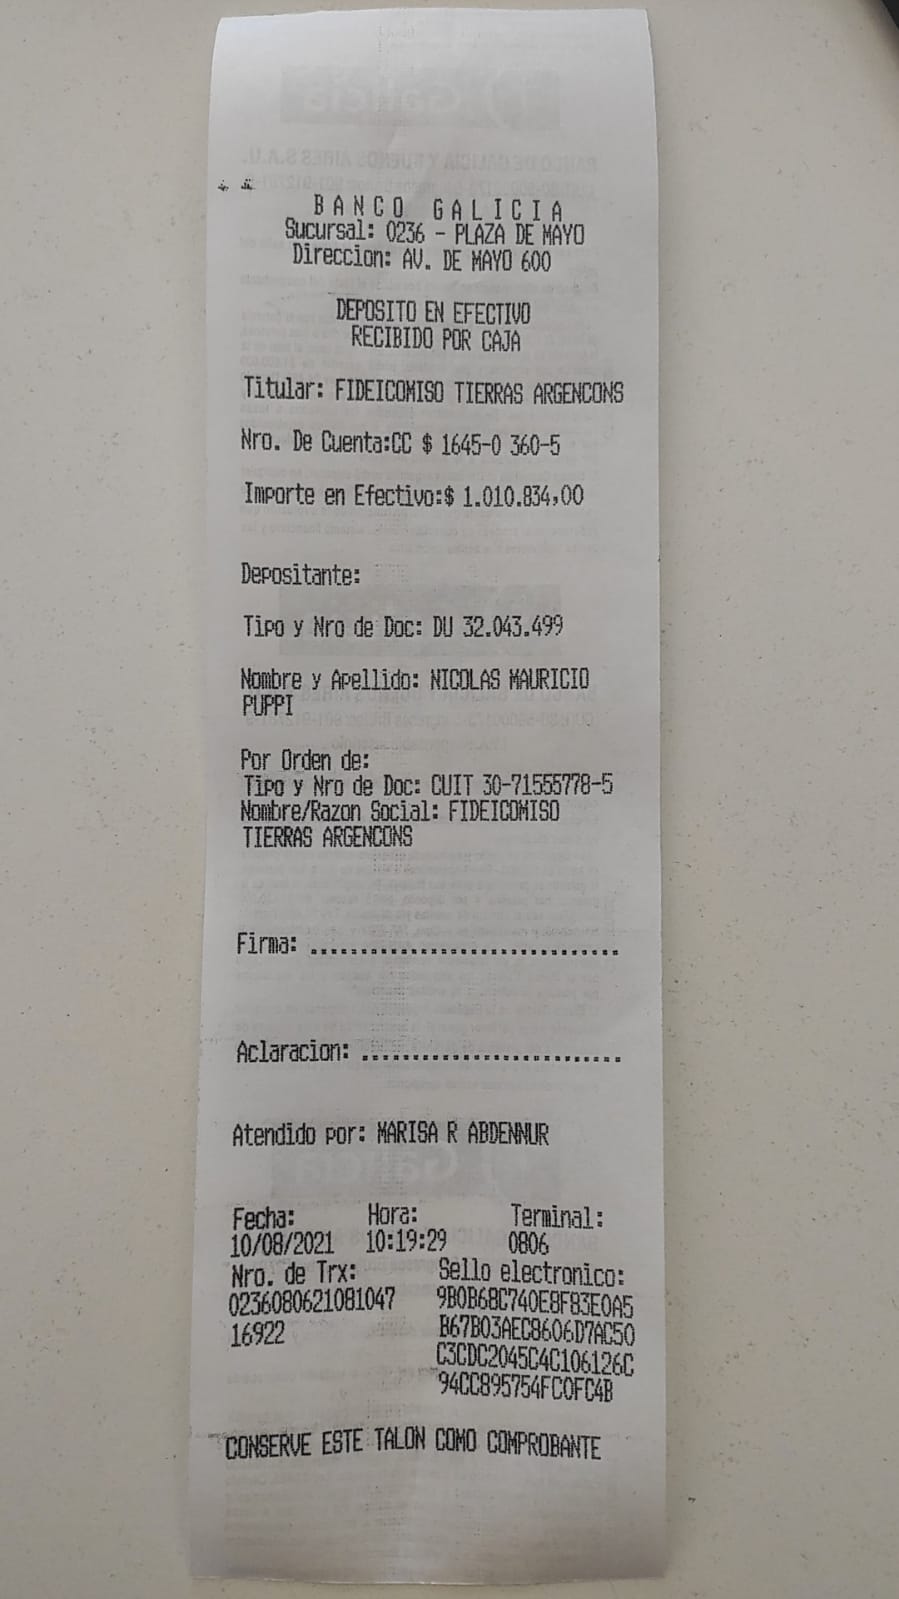 BANCO GALICIA
Sucursal: 0236 - PLAZA DE MAYO
Direccion: AV. DE MAYO 600
DEPOSITO EN EFECTIVO
RECIBIDO POR CAJA
Titular: FIDEICOMISO TIERRAS ARGENCONS
Nro. De Cuenta:CC $ 1645-0 360-5
Importe en Efectivo:$ 1.010.834,00
Depositante:
Tipo y Nro de Doc: DU 32.043.499
Nombre y Apellido: NICOLAS MAURICIO
PUPPI
Por Orden de:
Tipo y Nro de Doc: CUIT 30-71555778-5
Nombre/Razon Social: FIDEICOMISO
TIERRAS ARGENCONS
Firma: ..............................
Aclaracion: .........................
Atendido por: MARISA R ABDENNUR
Fecha: Hora: Terminal:
10/08/2021 10:19:29 0806
Nro. de Trx: Sello electronico:
0236080621081047 9B0B68C740E8F83E0A5
16922 B67B03AEC8606D7AC50
C3CDC2045C4C106126C
94CC895754FC0FC4B
CONSERVE ESTE TALON COMO COMPROBANTE